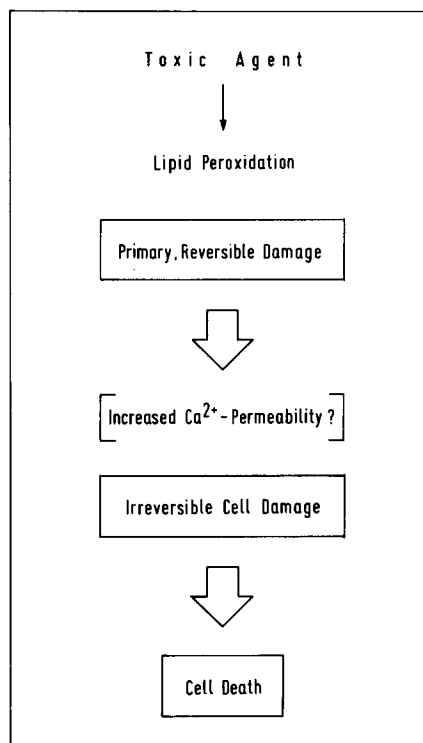 Toxic Agent
Lipid Peroxidation
Primary, Reversible Damage
[Increased Ca²⁺-Permeability?]
Irreversible Cell Damage
Cell Death